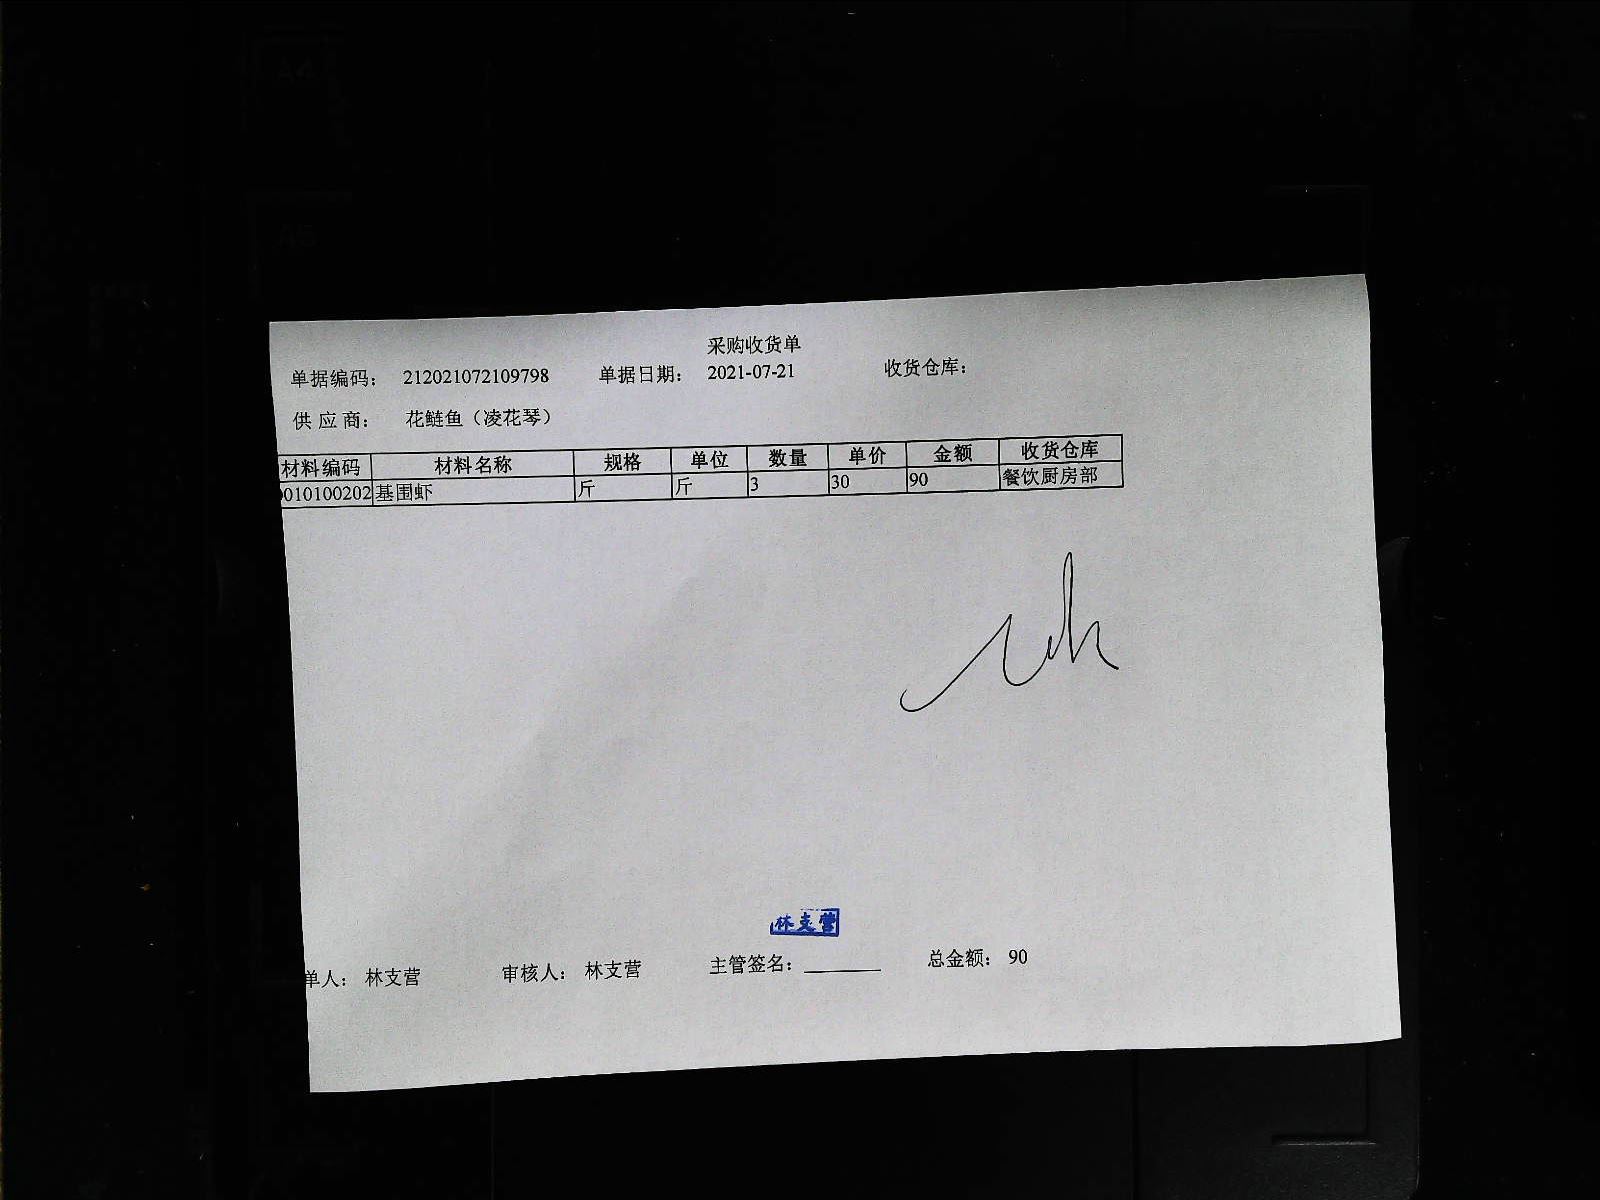 采购收货单
单据编码： 212021072109798 单据日期： 2021-07-21 收货仓库：
供 应 商： 花鲢鱼（凌花琴）
材料编码 材料名称 规格 单位 数量 单价 金额 收货仓库
010100202 基围虾 斤 斤 3 30 90 餐饮厨房部
林支营
单人： 林支营 审核人： 林支营 主管签名：________ 总金额： 90